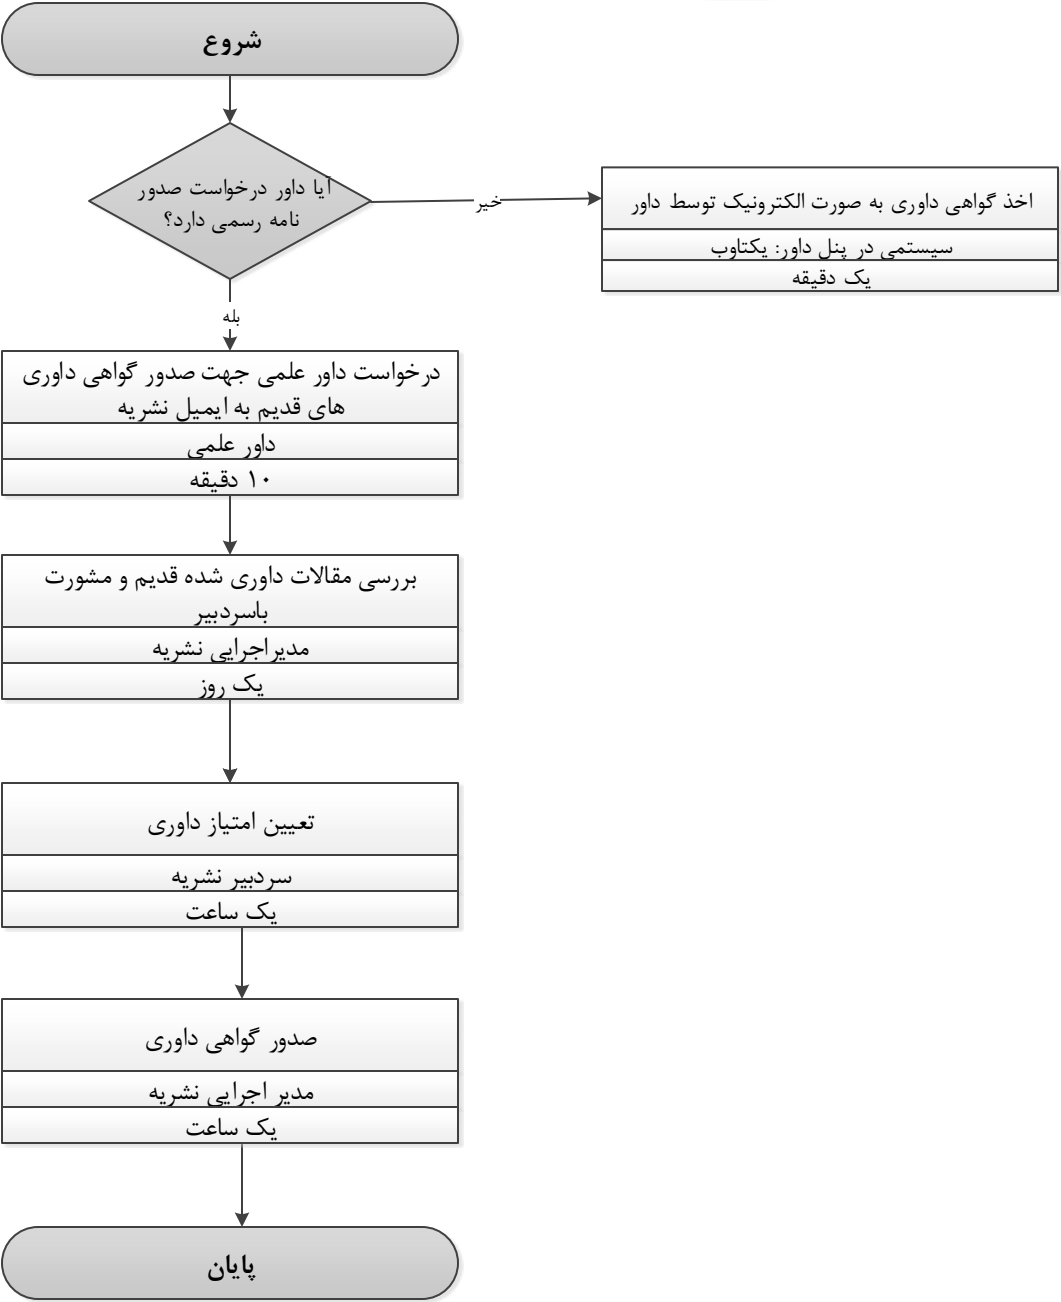 شروع
آیا داور درخواست صدور
نامه رسمی دارد؟
خیر
اخذ گواهی داوری به صورت الکترونیک توسط داور
سیستمی در پنل داور: یکتاوب
یک دقیقه
بله
درخواست داور علمی جهت صدور گواهی داوری
های قدیم به ایمیل نشریه
داور علمی
۱۰ دقیقه
بررسی مقالات داوری شده قدیم و مشورت
باسردبیر
مدیراجرایی نشریه
یک روز
تعیین امتیاز داوری
سردبیر نشریه
یک ساعت
صدور گواهی داوری
مدیر اجرایی نشریه
یک ساعت
پایان